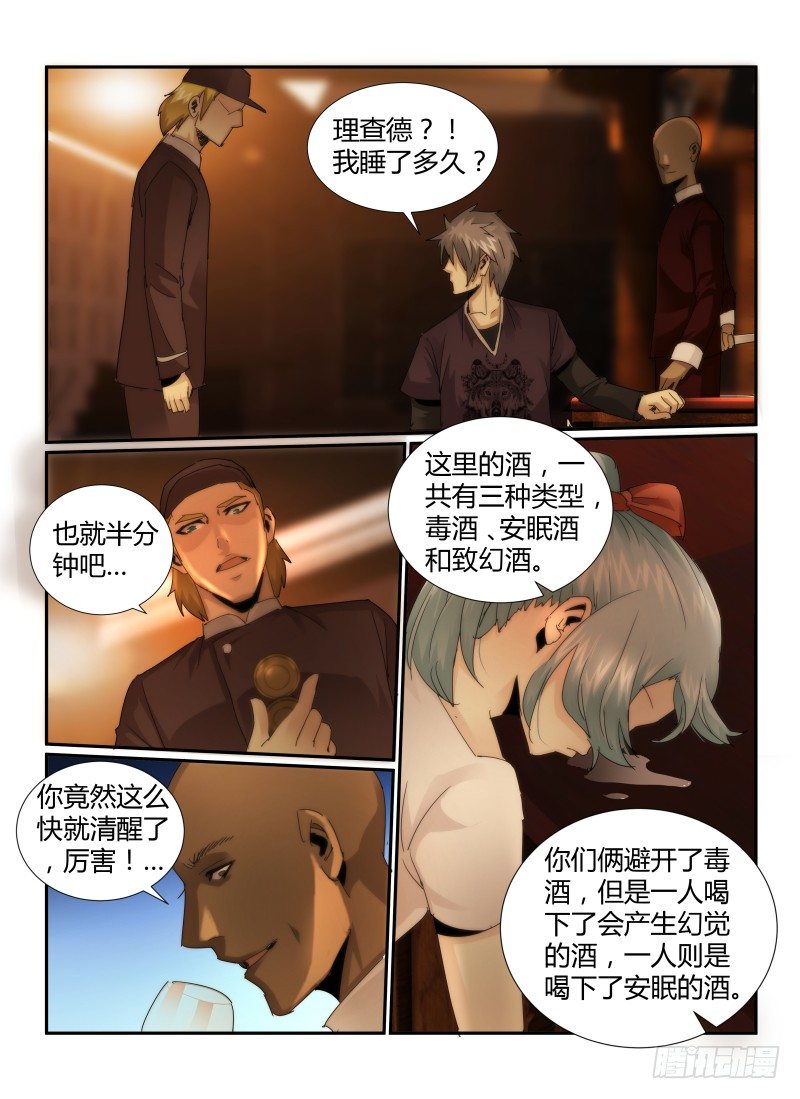 理查德？！
我睡了多久？
也就半分
钟吧…
这里的酒，一
共有三种类型，
毒酒、安眠酒
和致幻酒。
你竟然这么
快就清醒了
，厉害！…
你们俩避开了毒
酒，但是一人喝
下了会产生幻觉
的酒，一人则是
喝下了安眠的酒。
腾讯动漫